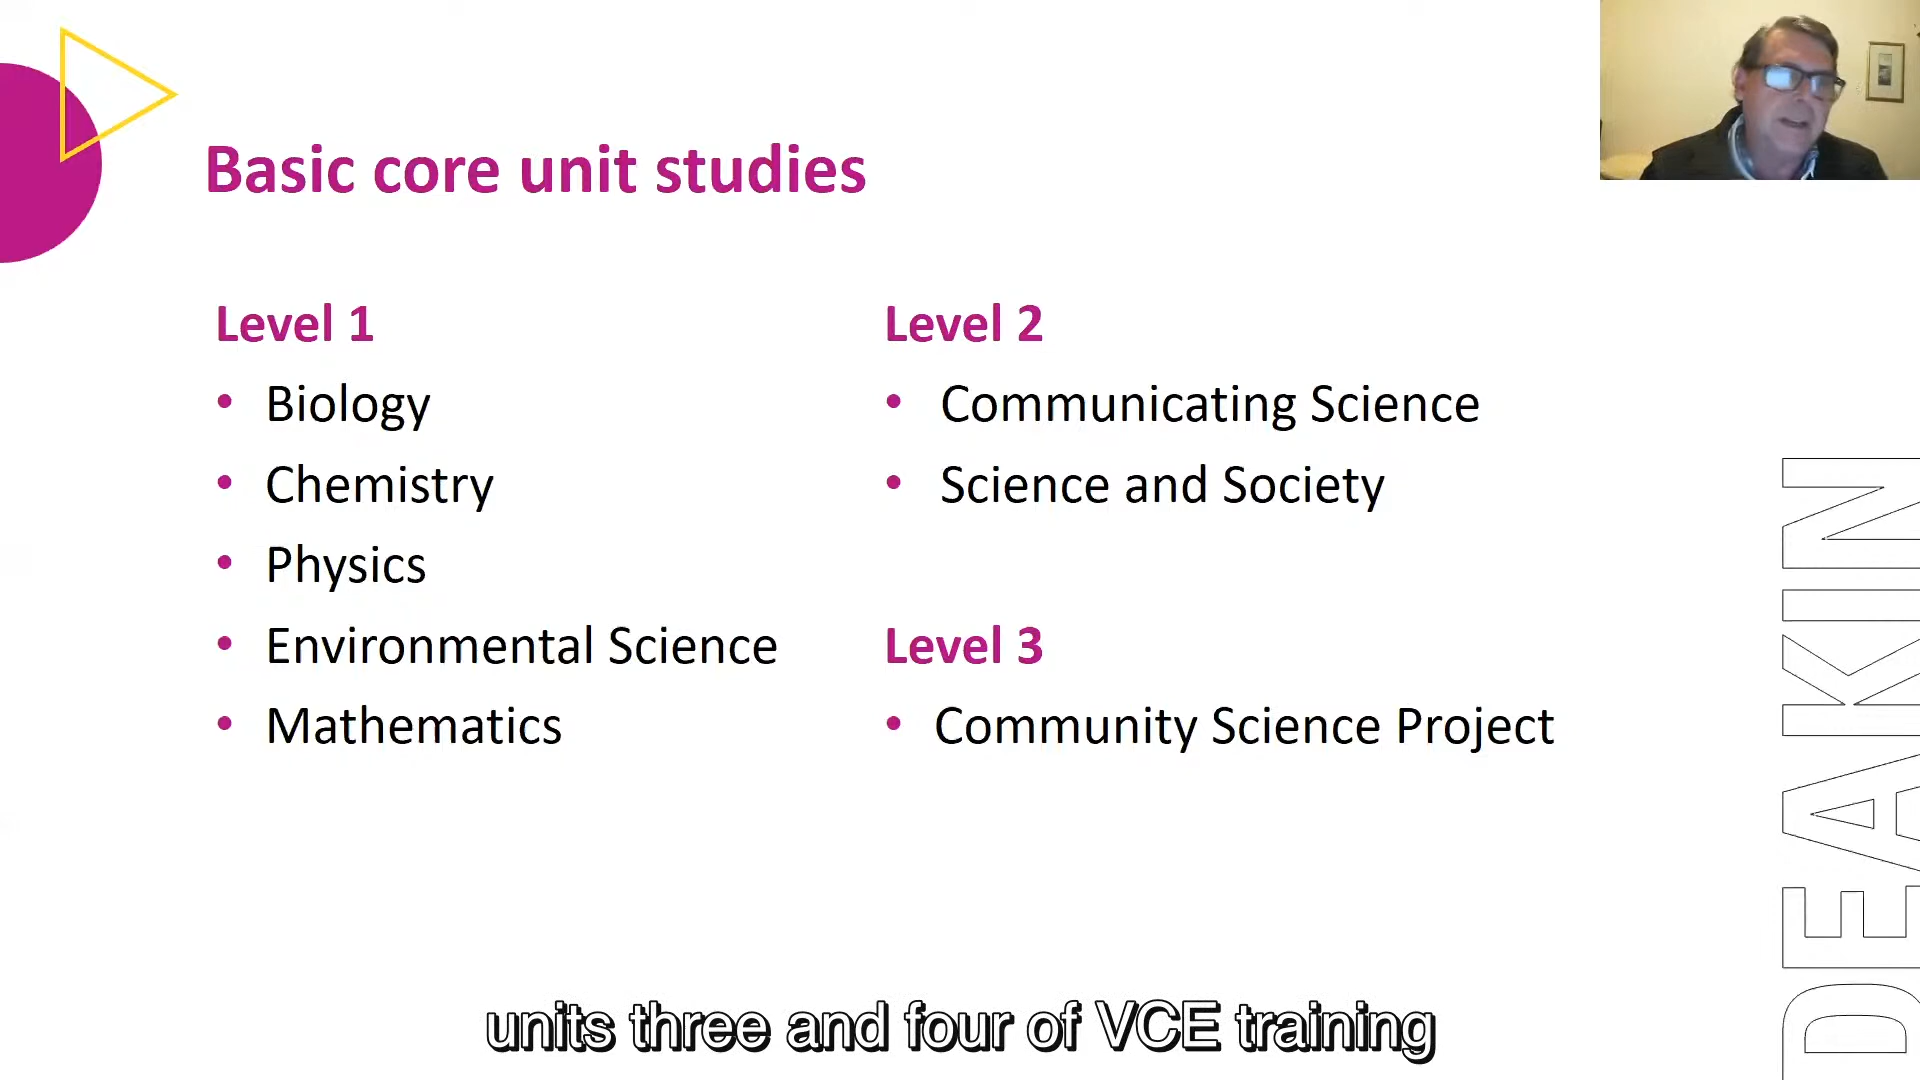 Basic core unit studies
Level 1
• Biology
• Chemistry
• Physics
• Environmental Science
• Mathematics
Level 2
• Communicating Science
• Science and Society
Level 3
• Community Science Project
DEAKIN
units three and four of VCE training